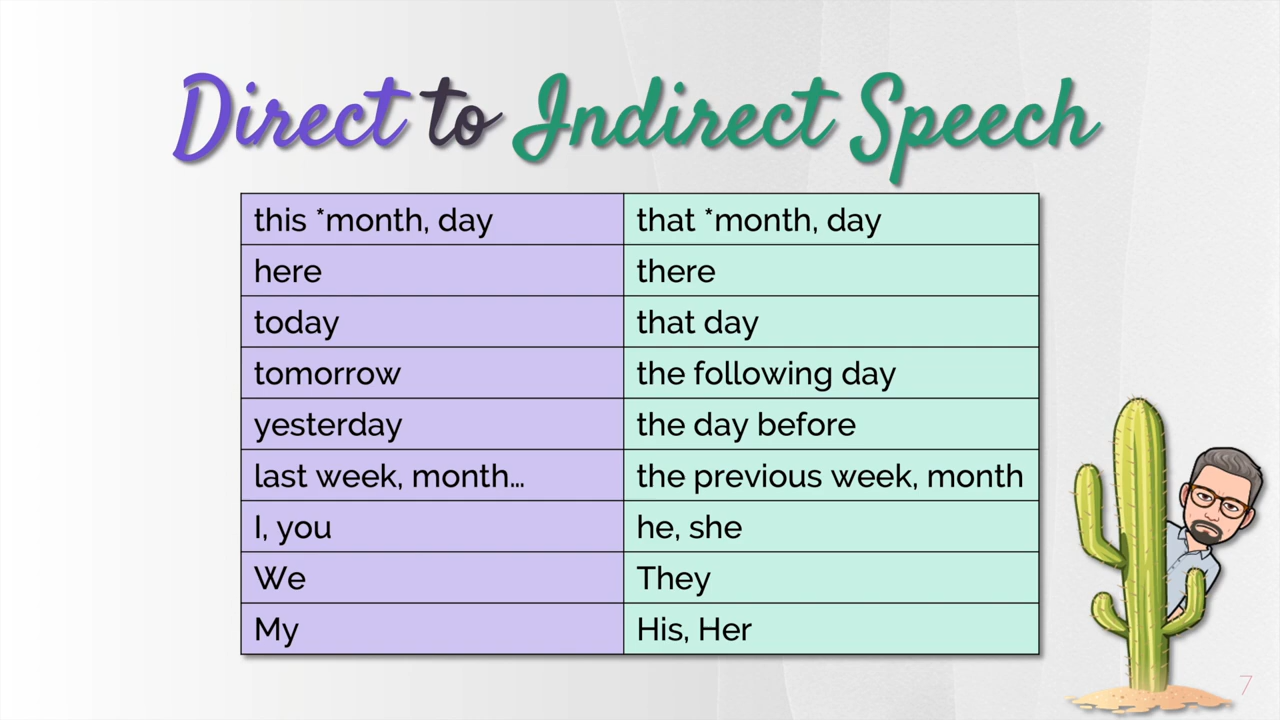 Direct to Indirect Speech
this *month, day that *month, day
here there
today that day
tomorrow the following day
yesterday the day before
last week, month... the previous week, month
I, you he, she
We They
My His, Her
7